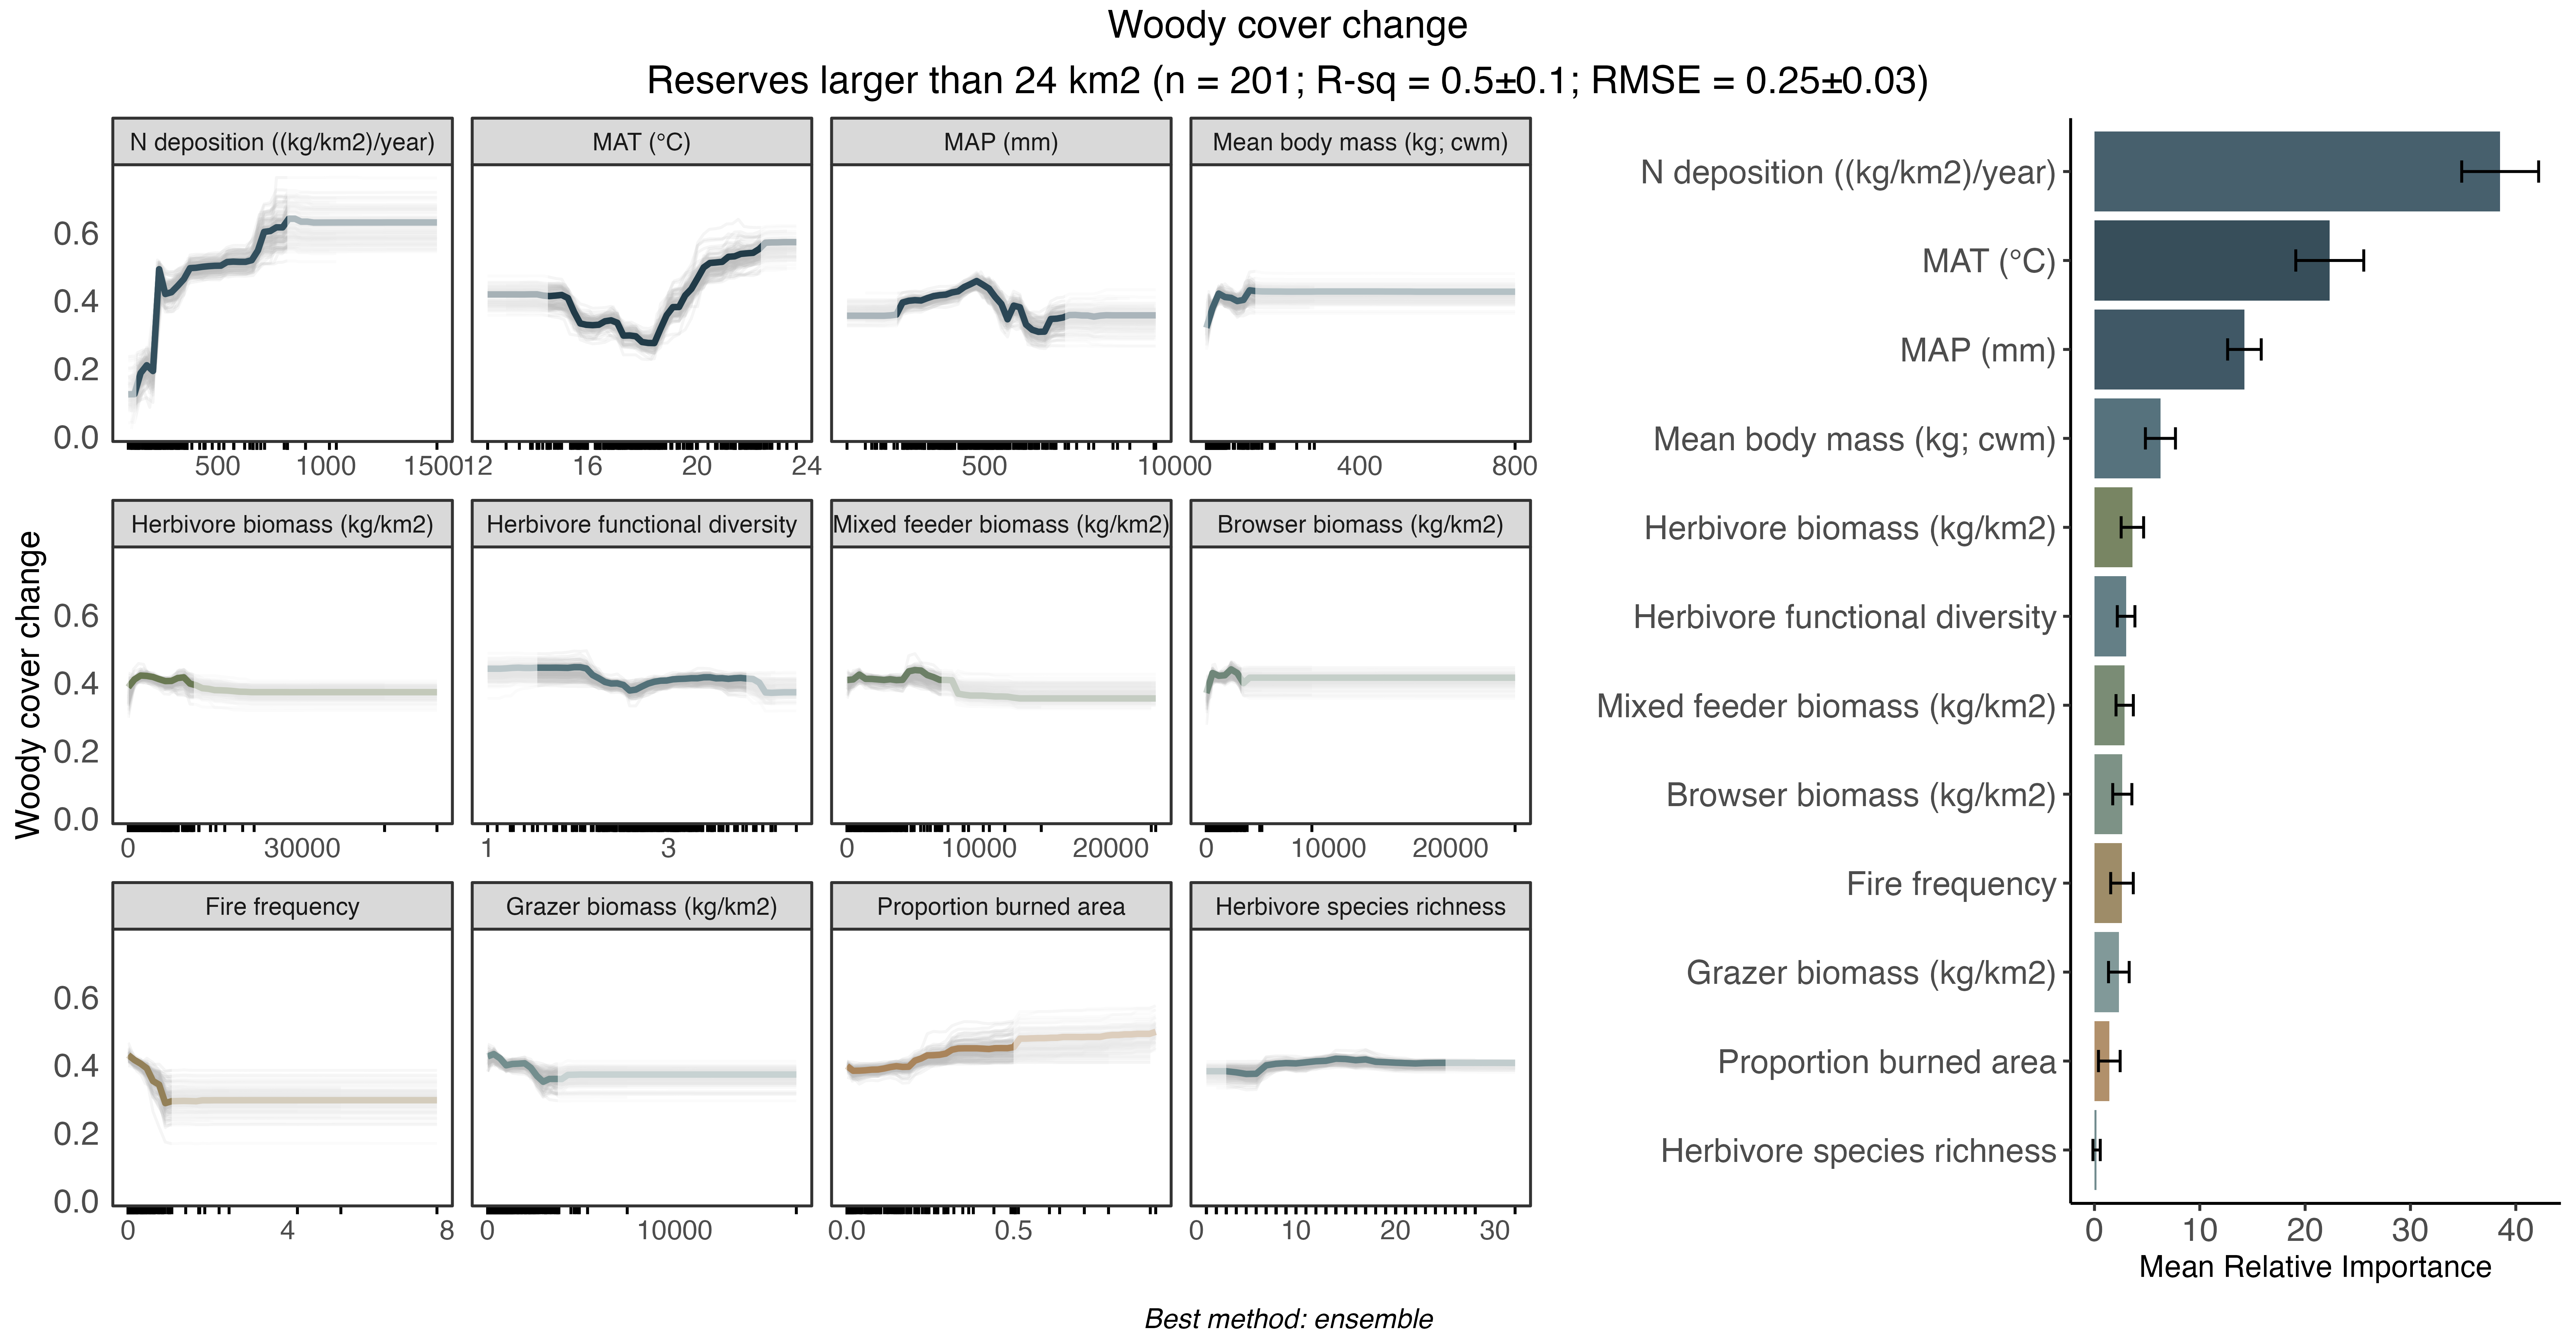 Woody cover change
Reserves larger than 24 km2 (n = 201; R-sq = 0.5±0.1; RMSE = 0.25±0.03)
Woody cover change
N deposition ((kg/km2)/year)
MAT (°C)
MAP (mm)
Mean body mass (kg; cwm)
0.6
0.4
0.2
0.0
500 1000 1500
12 16 20 24
500 1000
0 400 800
Herbivore biomass (kg/km2)
Herbivore functional diversity
Mixed feeder biomass (kg/km2)
Browser biomass (kg/km2)
0.6
0.4
0.2
0.0
0 30000
1 3
0 10000 20000
0 10000 20000
Fire frequency
Grazer biomass (kg/km2)
Proportion burned area
Herbivore species richness
0.6
0.4
0.2
0.0
0 4 8
0 10000
0.0 0.5
0 10 20 30
N deposition ((kg/km2)/year)
MAT (°C)
MAP (mm)
Mean body mass (kg; cwm)
Herbivore biomass (kg/km2)
Herbivore functional diversity
Mixed feeder biomass (kg/km2)
Browser biomass (kg/km2)
Fire frequency
Grazer biomass (kg/km2)
Proportion burned area
Herbivore species richness
0 10 20 30 40
Mean Relative Importance
Best method: ensemble